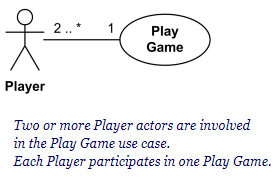 2 .. *
1
Play
Game
Player
Two or more Player actors are involved
in the Play Game use case.
Each Player participates in one Play Game.